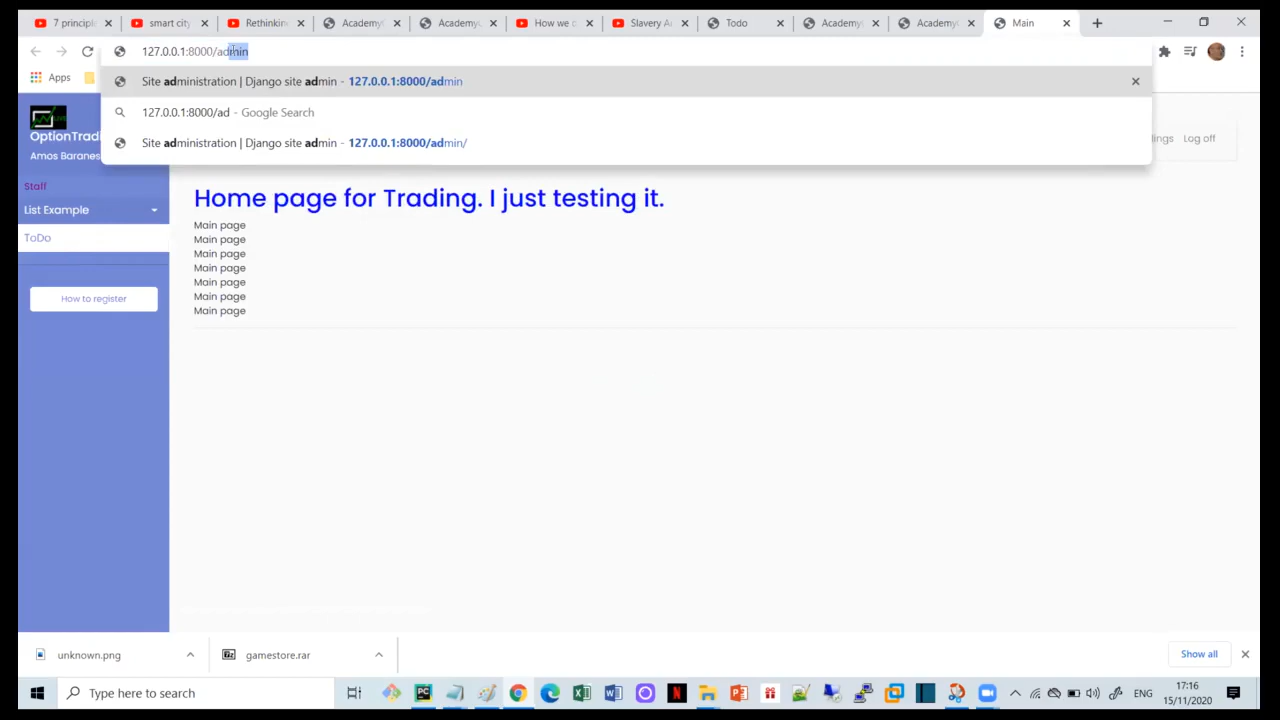 7 principle
smart city
Rethinkin
AcademyC
AcademyC
How we c
Slavery Ac
Todo
Academy
Academy
Main
127.0.0.1:8000/admin
Apps
Site administration | Django site admin - 127.0.0.1:8000/admin
127.0.0.1:8000/ad - Google Search
Site administration | Django site admin - 127.0.0.1:8000/admin/
OptionTradi
Amos Baranes
ings
Log off
Staff
List Example
ToDo
How to register
Home page for Trading. I just testing it.
Main page
Main page
Main page
Main page
Main page
Main page
Main page
unknown.png
gamestore.rar
Show all
Type here to search
ENG
17:16
15/11/2020